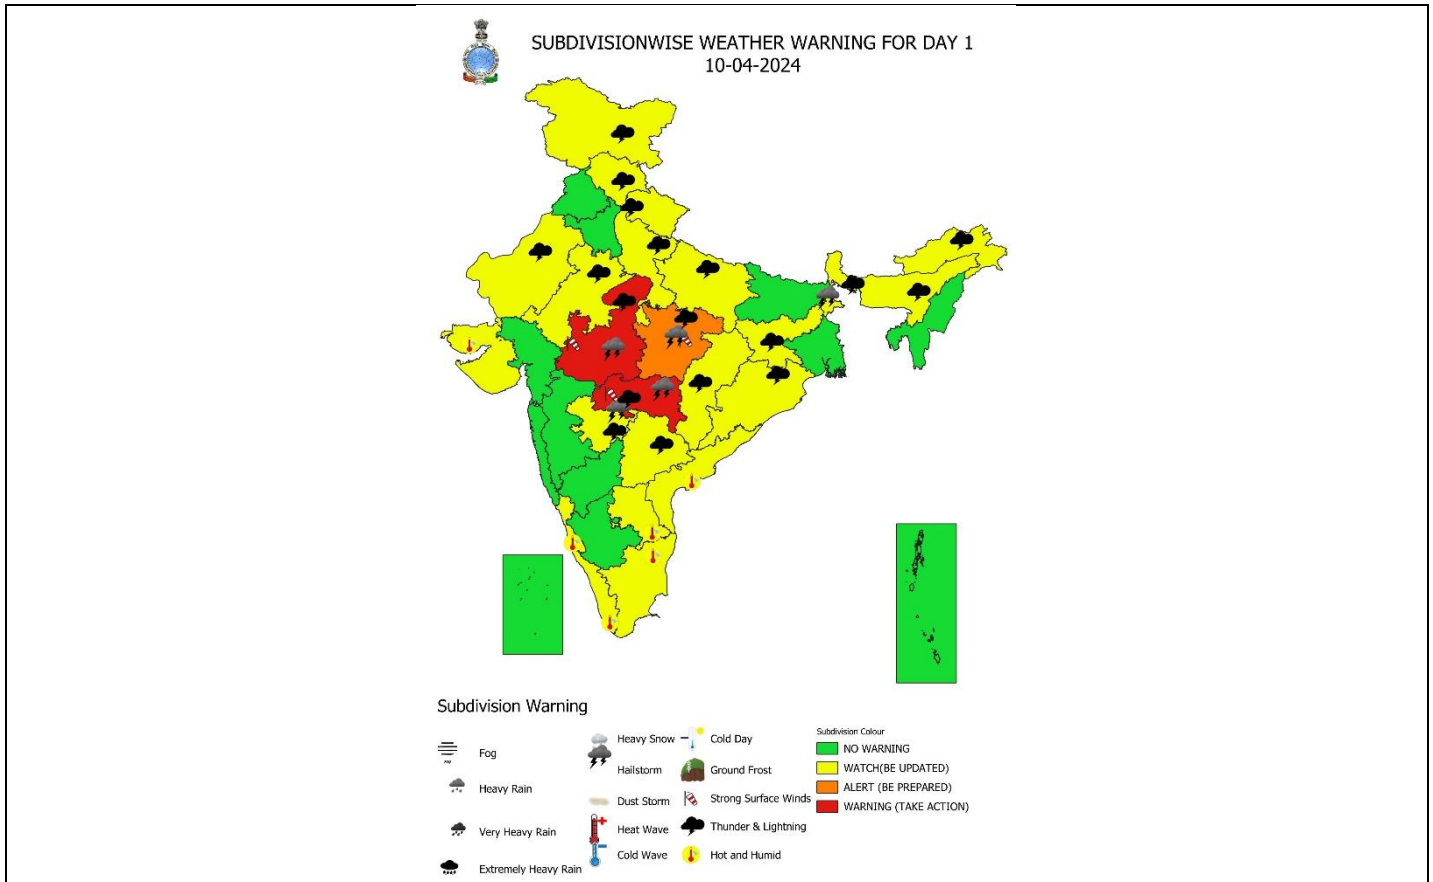 SUBDIVISIONWISE WEATHER WARNING FOR DAY 1
10-04-2024
Subdivision Warning
Fog
Heavy Rain
Very Heavy Rain
Extremely Heavy Rain
Heavy Snow
Hailstorm
Dust Storm
Heat Wave
Cold Wave
Cold Day
Ground Frost
Strong Surface Winds
Thunder & Lightning
Hot and Humid
Subdivision Colour
NO WARNING
WATCH(BE UPDATED)
ALERT (BE PREPARED)
WARNING (TAKE ACTION)